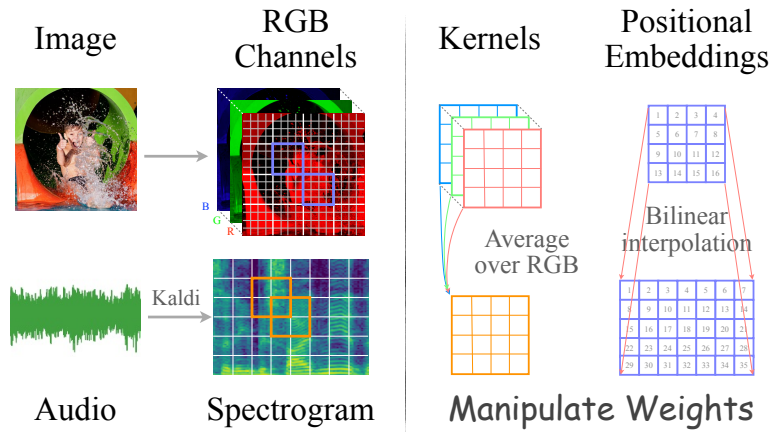 Image
RGB
Channels
Kernels
Positional
Embeddings
B
G
R
1 2 3 4
5 6 7 8
9 10 11 12
13 14 15 16
Average
over RGB
Bilinear
interpolation
Kaldi
1 2 3 4 5 6 7
8 9 10 11 12 13 14
15 16 17 18 19 20 21
22 23 24 25 26 27 28
29 30 31 32 33 34 35
Audio
Spectrogram
Manipulate Weights